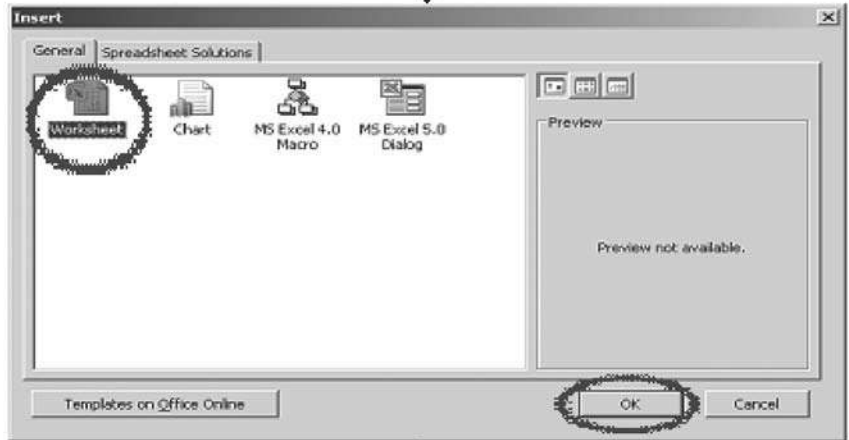 Insert
General Spreadsheet Solutions
Worksheet Chart MS Excel 4.0 MS Excel 5.0
Macro Dialog
Preview
Preview not available.
Templates on Office Online OK Cancel